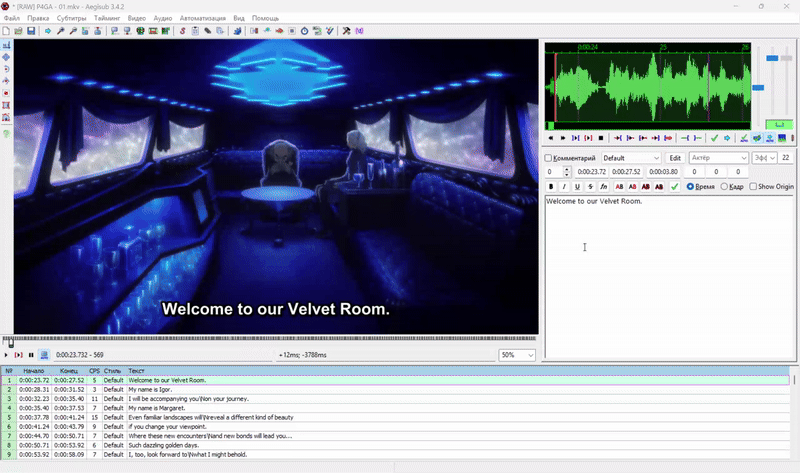 * [RAW] P4GA - 01.mkv - Aegisub 3.4.2
Файл Правка Субтитры Тайминг Видео Аудио Автоматизация Вид Помощь
0:00:24 25 26
Комментарий Default Edit Актёр Эфф 22
0 0:00:23.72 0:00:27.52 0:00:03.80 0 0 0
B I U S fn AB AB AB AB Время Кадр Show Origin
Welcome to our Velvet Room.
Welcome to our Velvet Room.
0:00:23.732 - 569 +12ms; -3788ms 50%
№ Начало Конец CPS Стиль Текст
1 0:00:23.72 0:00:27.52 5 Default Welcome to our Velvet Room.
2 0:00:28.31 0:00:31.52 3 Default My name is Igor.
3 0:00:32.23 0:00:35.40 11 Default I will be accompanying you\Non your journey.
4 0:00:35.40 0:00:37.53 7 Default My name is Margaret.
5 0:00:37.78 0:00:41.24 15 Default Even familiar landscapes will\Nreveal a different kind of beauty
6 0:00:41.24 0:00:43.79 9 Default if you change your viewpoint.
7 0:00:44.70 0:00:50.71 7 Default Where these new encounters\Nand new bonds will lead you...
8 0:00:50.71 0:00:53.92 6 Default Such dazzling golden days.
9 0:00:53.92 0:00:58.09 7 Default I, too, look forward to\Nwhat I might behold.